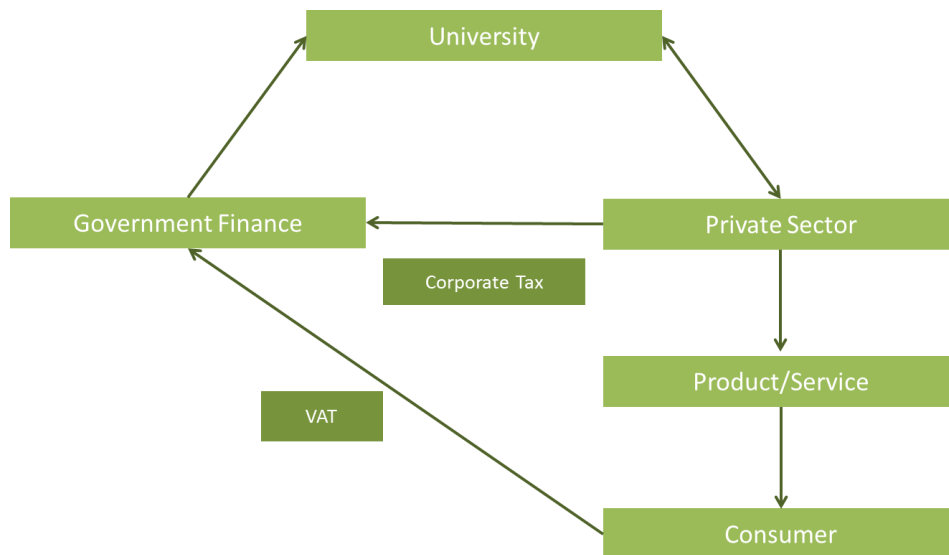 University
Government Finance
Private Sector
Corporate Tax
Product/Service
VAT
Consumer